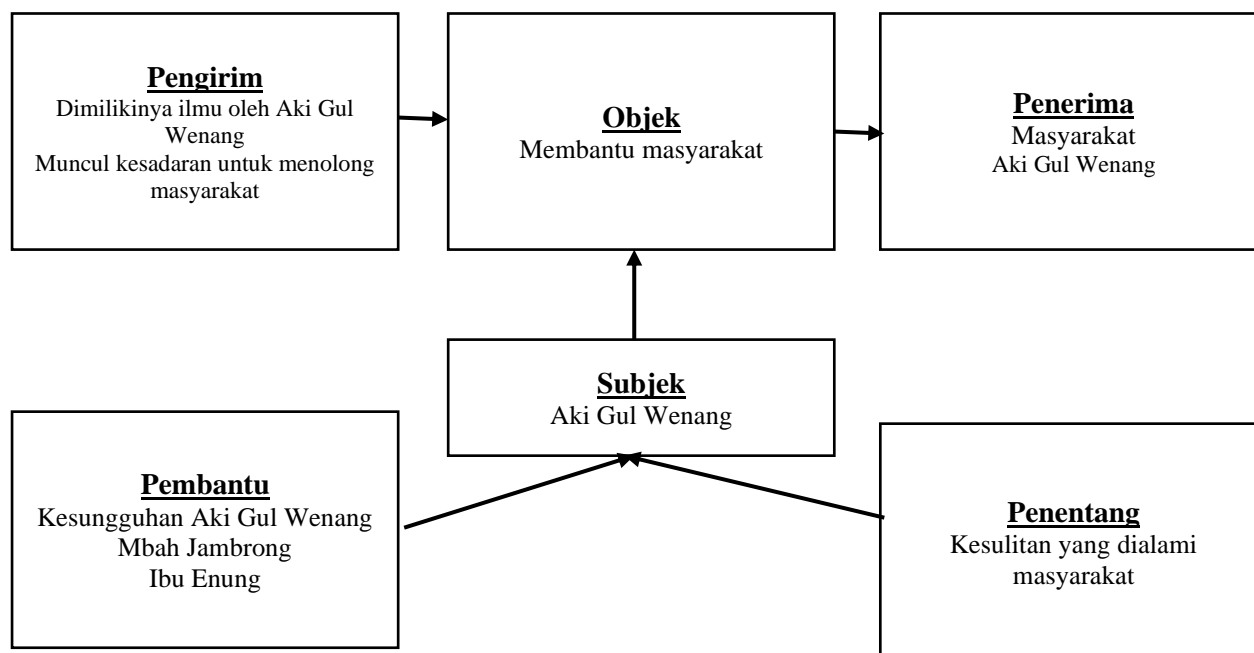 Pengirim
Dimilikinya ilmu oleh Aki Gul
Wenang
Muncul kesadaran untuk menolong
masyarakat
Objek
Membantu masyarakat
Penerima
Masyarakat
Aki Gul Wenang
Subjek
Aki Gul Wenang
Pembantu
Kesungguhan Aki Gul Wenang
Mbah Jambrong
Ibu Enung
Penentang
Kesulitan yang dialami
masyarakat